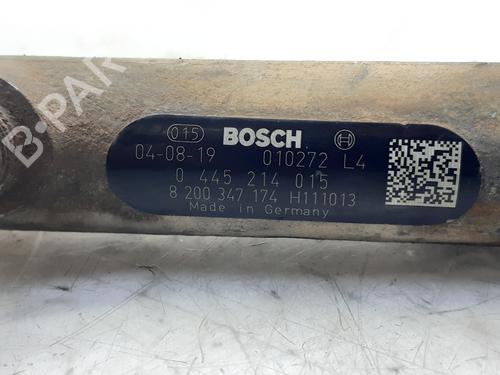 015 BOSCH
04-08-19 010272 L4
0 445 214 015
8 200 347 174 H111013
Made in Germany
B-PARTS